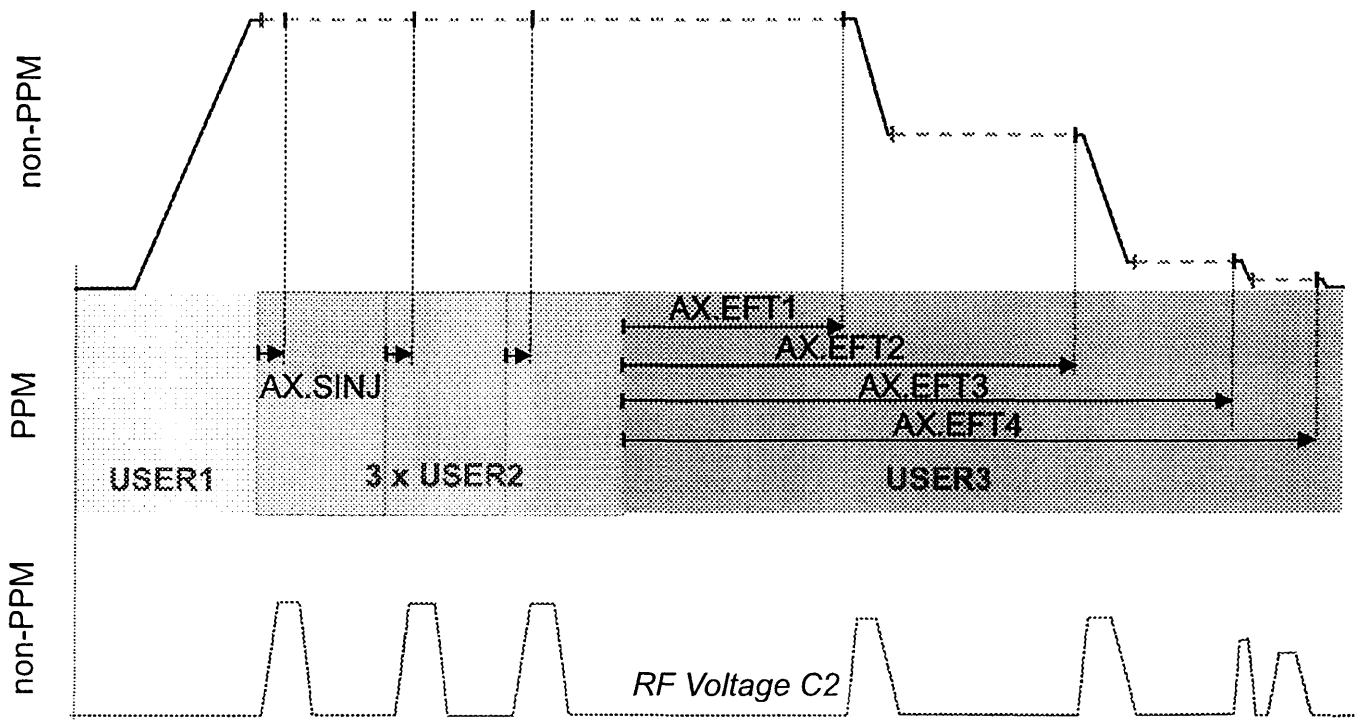 non-PPM
AX.EFT1
AX.EFT2
AX.SINJ
AX.EFT3
AX.EFT4
PPM
USER1
3 x USER2
USER3
non-PPM
RF Voltage C2